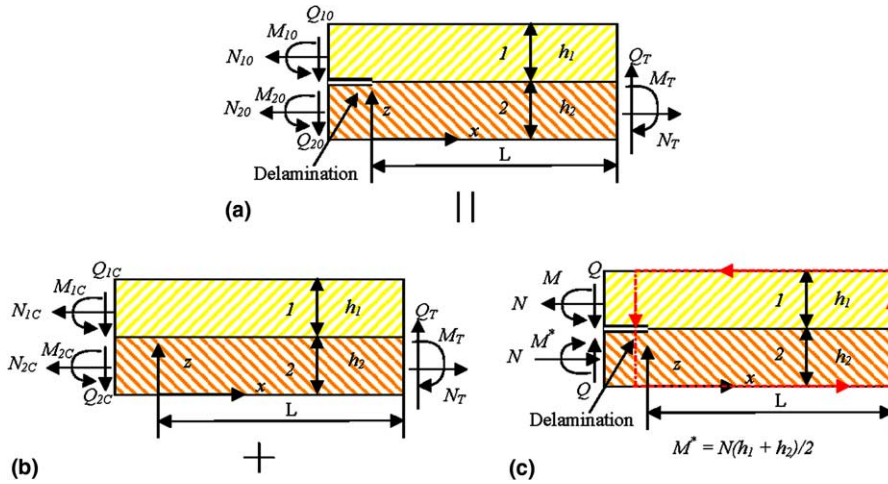 Q10
M10
N10
1
h1
QT
M20
N20
2
h2
MT
z
x
Q20
NT
Delamination
L
(a)
Q1C
M1C
N1C
1
h1
QT
M2C
N2C
z
2
h2
MT
Q2C
x
NT
L
(b)
Q
M
N
1
h1
M*
N
z
2
h2
Q
x
Delamination
L
(c)
M* = N(h1 + h2)/2